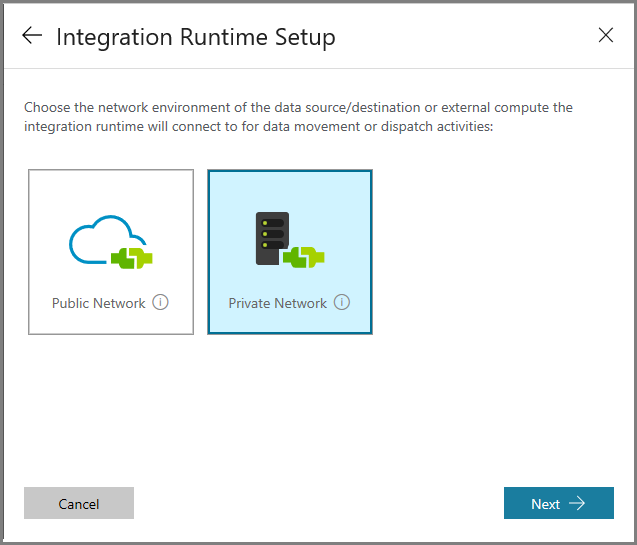 Integration Runtime Setup
Choose the network environment of the data source/destination or external compute the
integration runtime will connect to for data movement or dispatch activities:
Public Network
Private Network
Cancel
Next